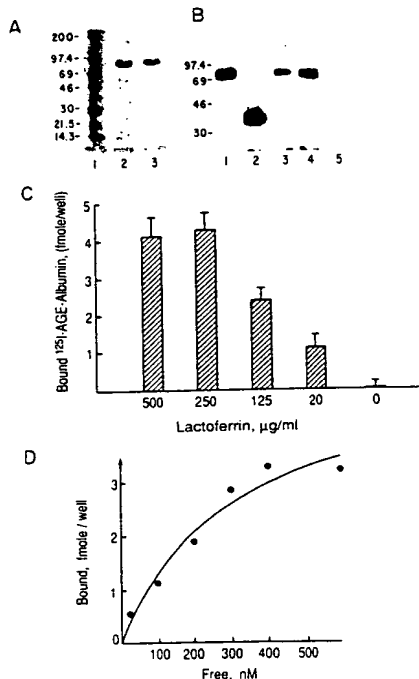 A
200-
97.4-
69-
46-
30-
21.5-
14.3-
1 2 3
B
97.4-
69-
46-
30-
1 2 3 4 5
C
Bound ¹²⁵I-AGE-Albumin, (fmole/well)
5
4
3
2
1
500 250 125 20 0
Lactoferrin, µg/ml
D
Bound, fmole / well
3
2
1
100 200 300 400 500
Free, nM